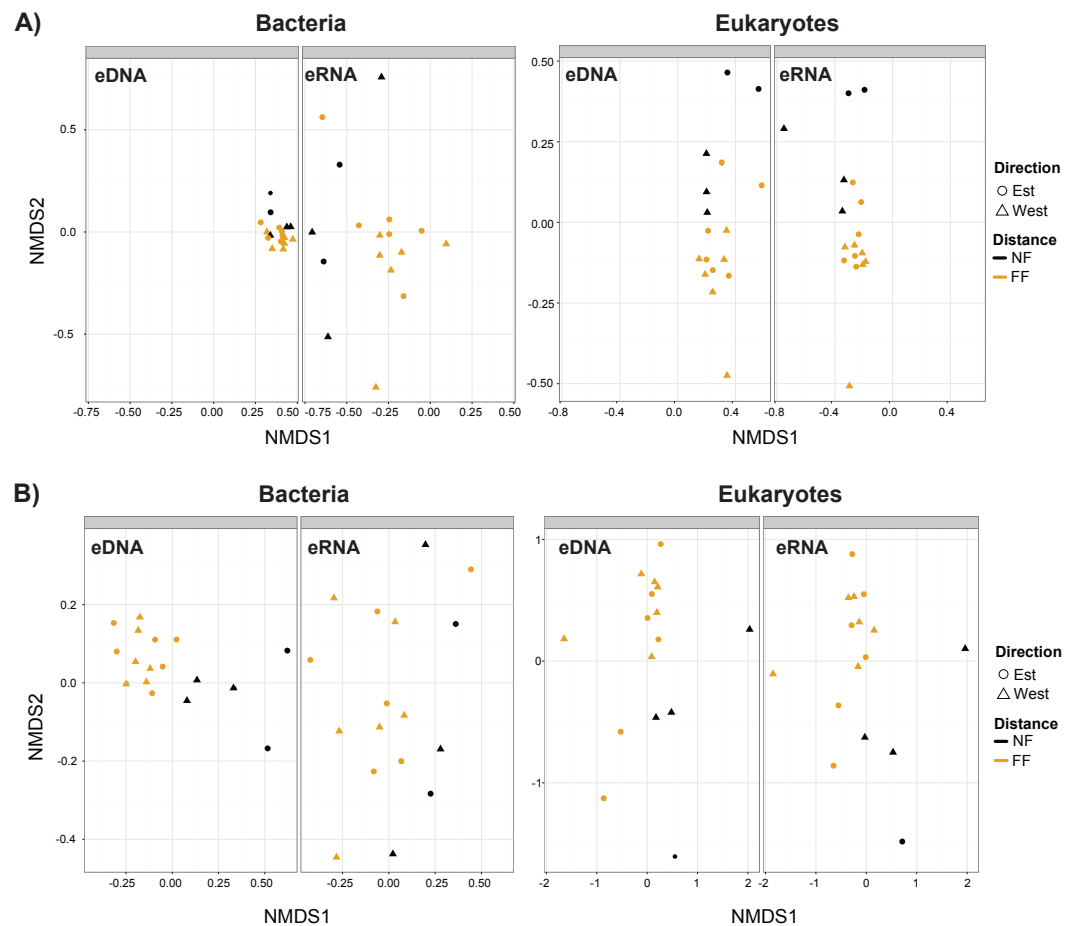 A)
Bacteria
Eukaryotes
eDNA
eRNA
eDNA
eRNA
0.5
0.0
-0.5
NMDS2
0.50
0.25
0.00
-0.25
-0.50
-0.75 -0.50 -0.25 0.00 0.25 0.50 -0.75 -0.50 -0.25 0.00 0.25 0.50
-0.8 -0.4 0.0 0.4 -0.8 -0.4 0.0 0.4
NMDS1
NMDS1
Direction
Est
West
Distance
NF
FF
B)
Bacteria
Eukaryotes
eDNA
eRNA
eDNA
eRNA
0.2
0.0
-0.2
-0.4
NMDS2
1
0
-1
-0.25 0.00 0.25 0.50 -0.25 0.00 0.25 0.50
-2 -1 0 1 2 -2 -1 0 1 2
NMDS1
NMDS1
Direction
Est
West
Distance
NF
FF